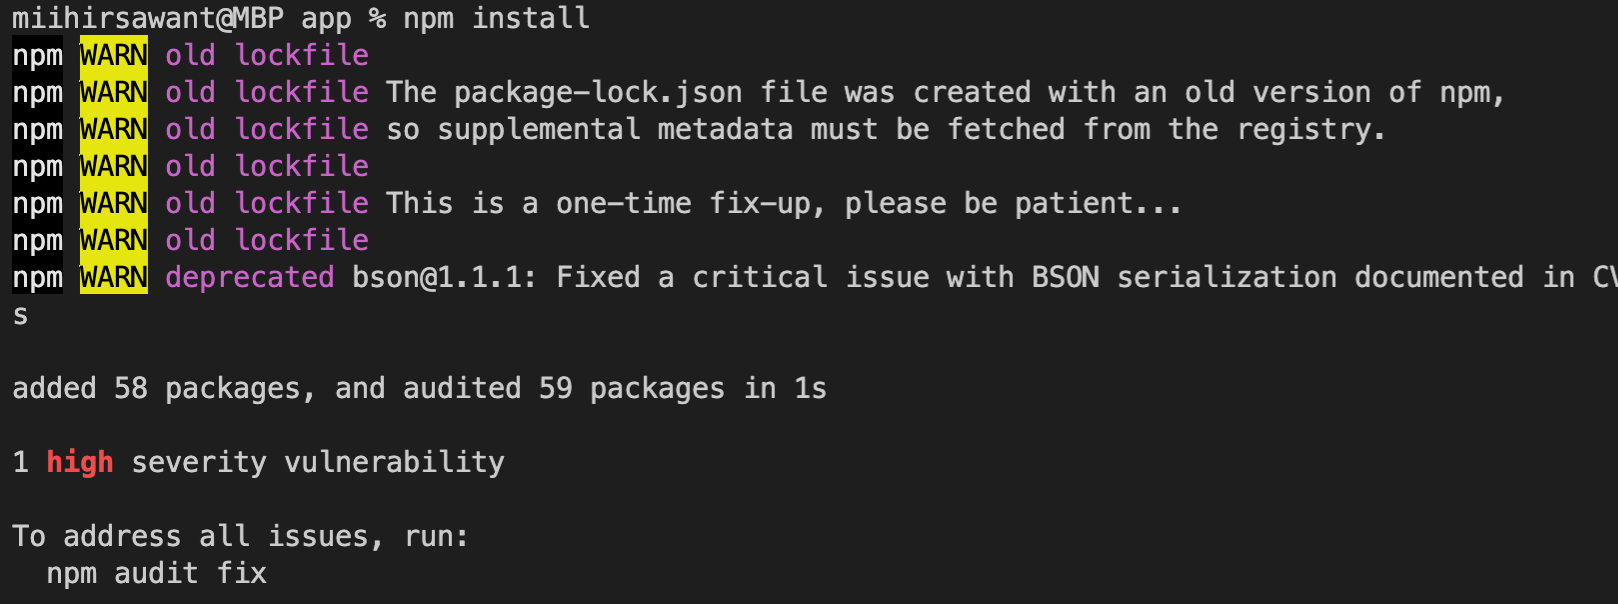 miihirsawant@MBP app % npm install
npm WARN old lockfile
npm WARN old lockfile The package-lock.json file was created with an old version of npm,
npm WARN old lockfile so supplemental metadata must be fetched from the registry.
npm WARN old lockfile
npm WARN old lockfile This is a one-time fix-up, please be patient...
npm WARN old lockfile
npm WARN deprecated bson@1.1.1: Fixed a critical issue with BSON serialization documented in CV
s
added 58 packages, and audited 59 packages in 1s
1 high severity vulnerability
To address all issues, run:
npm audit fix